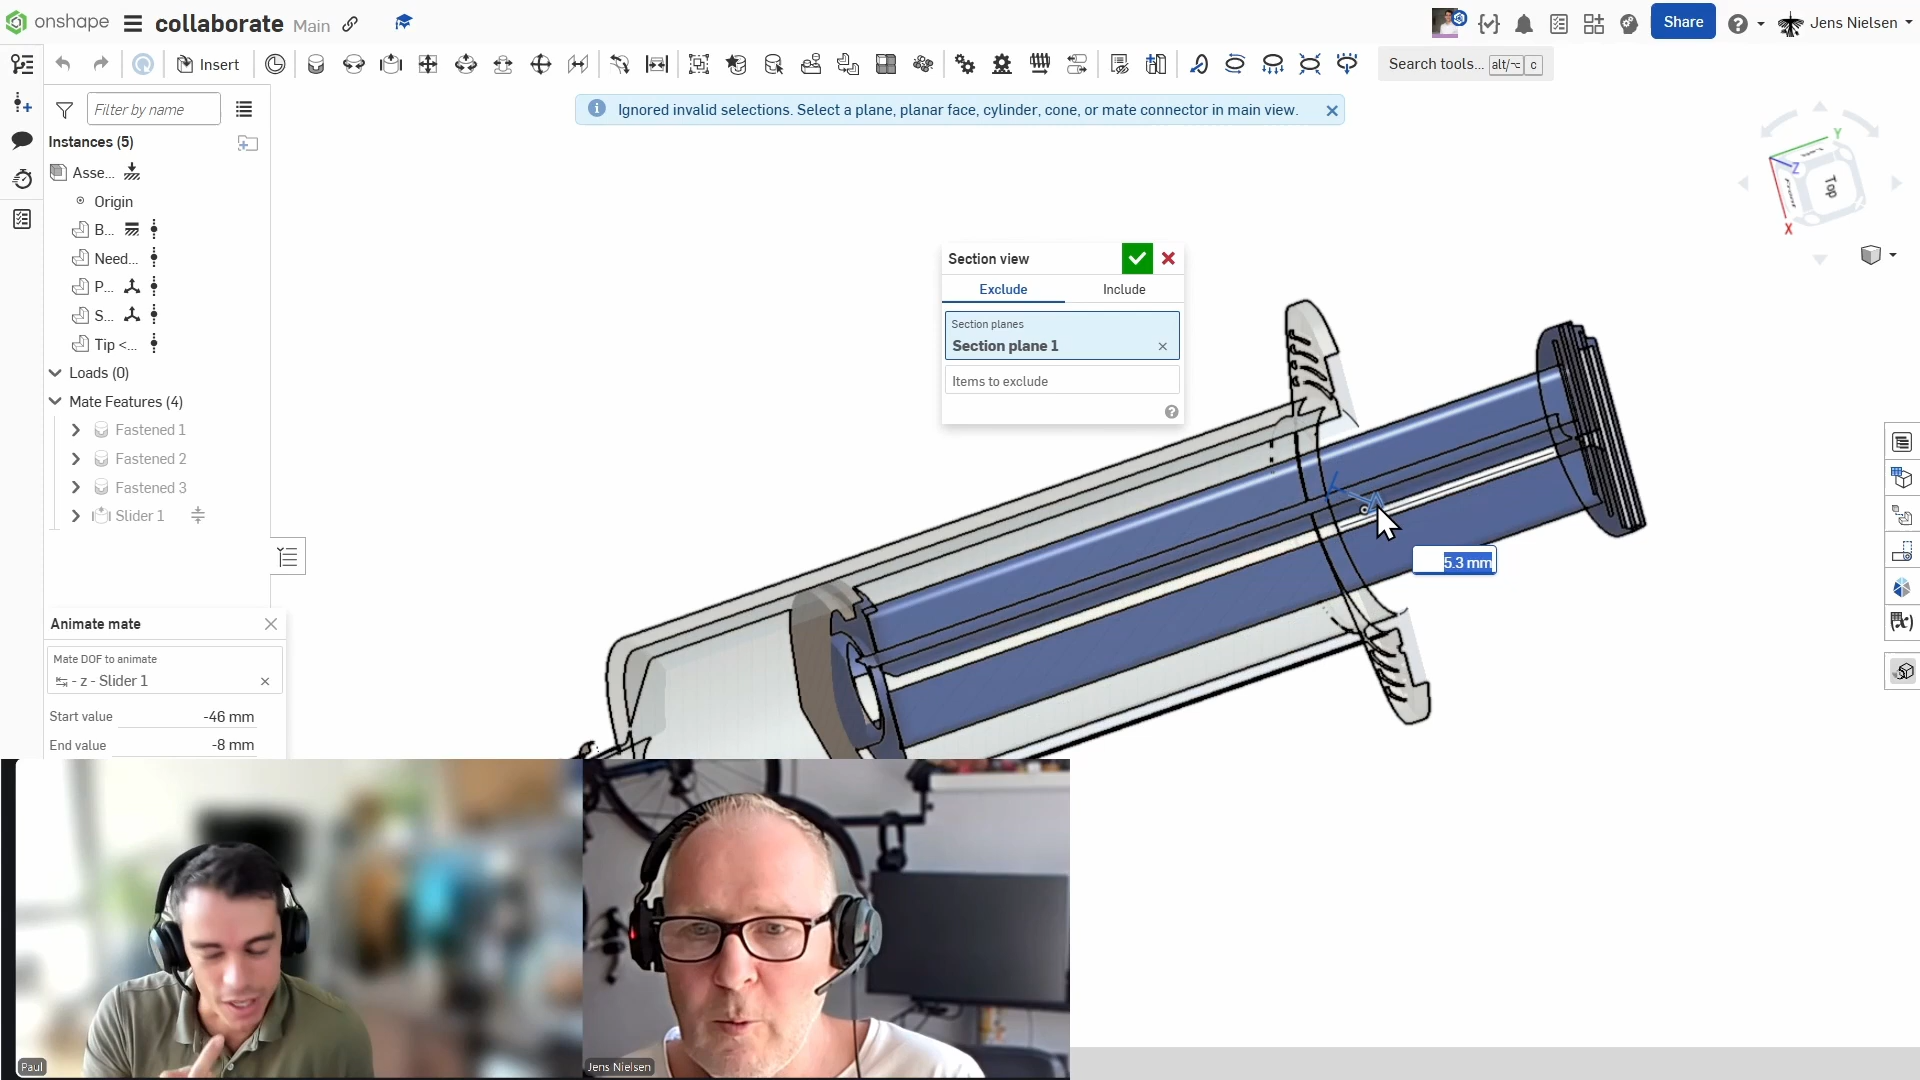 onshape
collaborate Main
Share
Jens Nielsen
Insert
Search tools... alt/⌥ c
Filter by name
Ignored invalid selections. Select a plane, planar face, cylinder, cone, or mate connector in main view.
Instances (5)
Asse...
Origin
B...
Need...
P...
S...
Tip <...
Loads (0)
Mate Features (4)
Fastened 1
Fastened 2
Fastened 3
Slider 1
Section view
Exclude
Include
Section planes
Section plane 1
Items to exclude
5.3 mm
Y
Z
X
Top
Front
Animate mate
Mate DOF to animate
- z - Slider 1
Start value -46 mm
End value -8 mm
Paul
Jens Nielsen